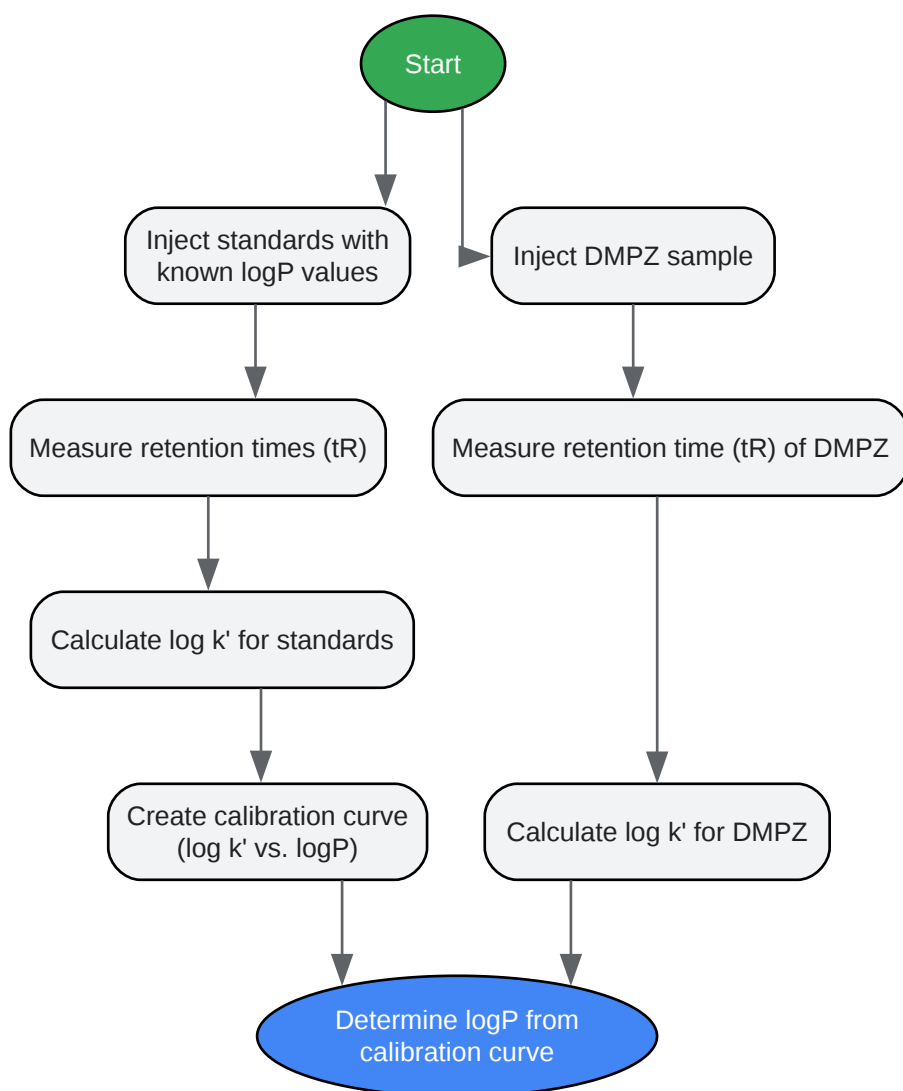 Start
Inject standards with
known logP values
Inject DMPZ sample
Measure retention times (tR)
Measure retention time (tR) of DMPZ
Calculate log k' for standards
Create calibration curve
(log k' vs. logP)
Calculate log k' for DMPZ
Determine logP from
calibration curve